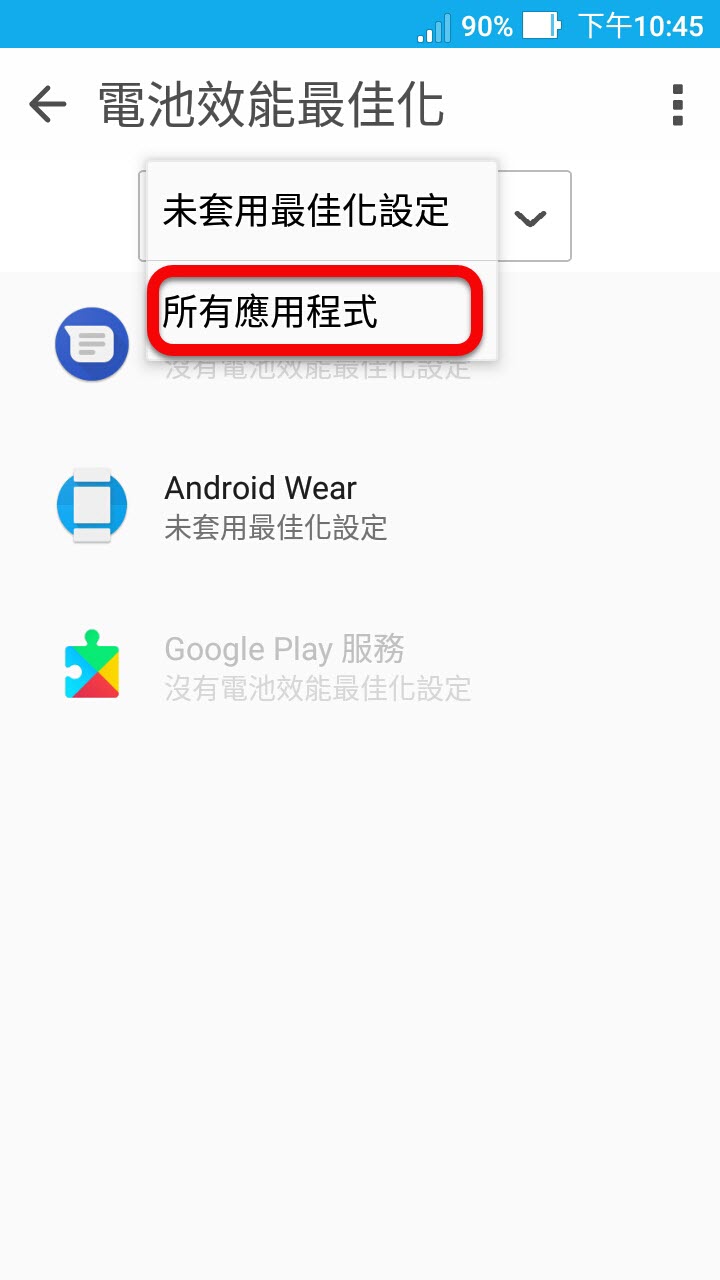 90% 下午10:45
電池效能最佳化
未套用最佳化設定
所有應用程式
沒有電池效能最佳化設定
Android Wear
未套用最佳化設定
Google Play 服務
沒有電池效能最佳化設定